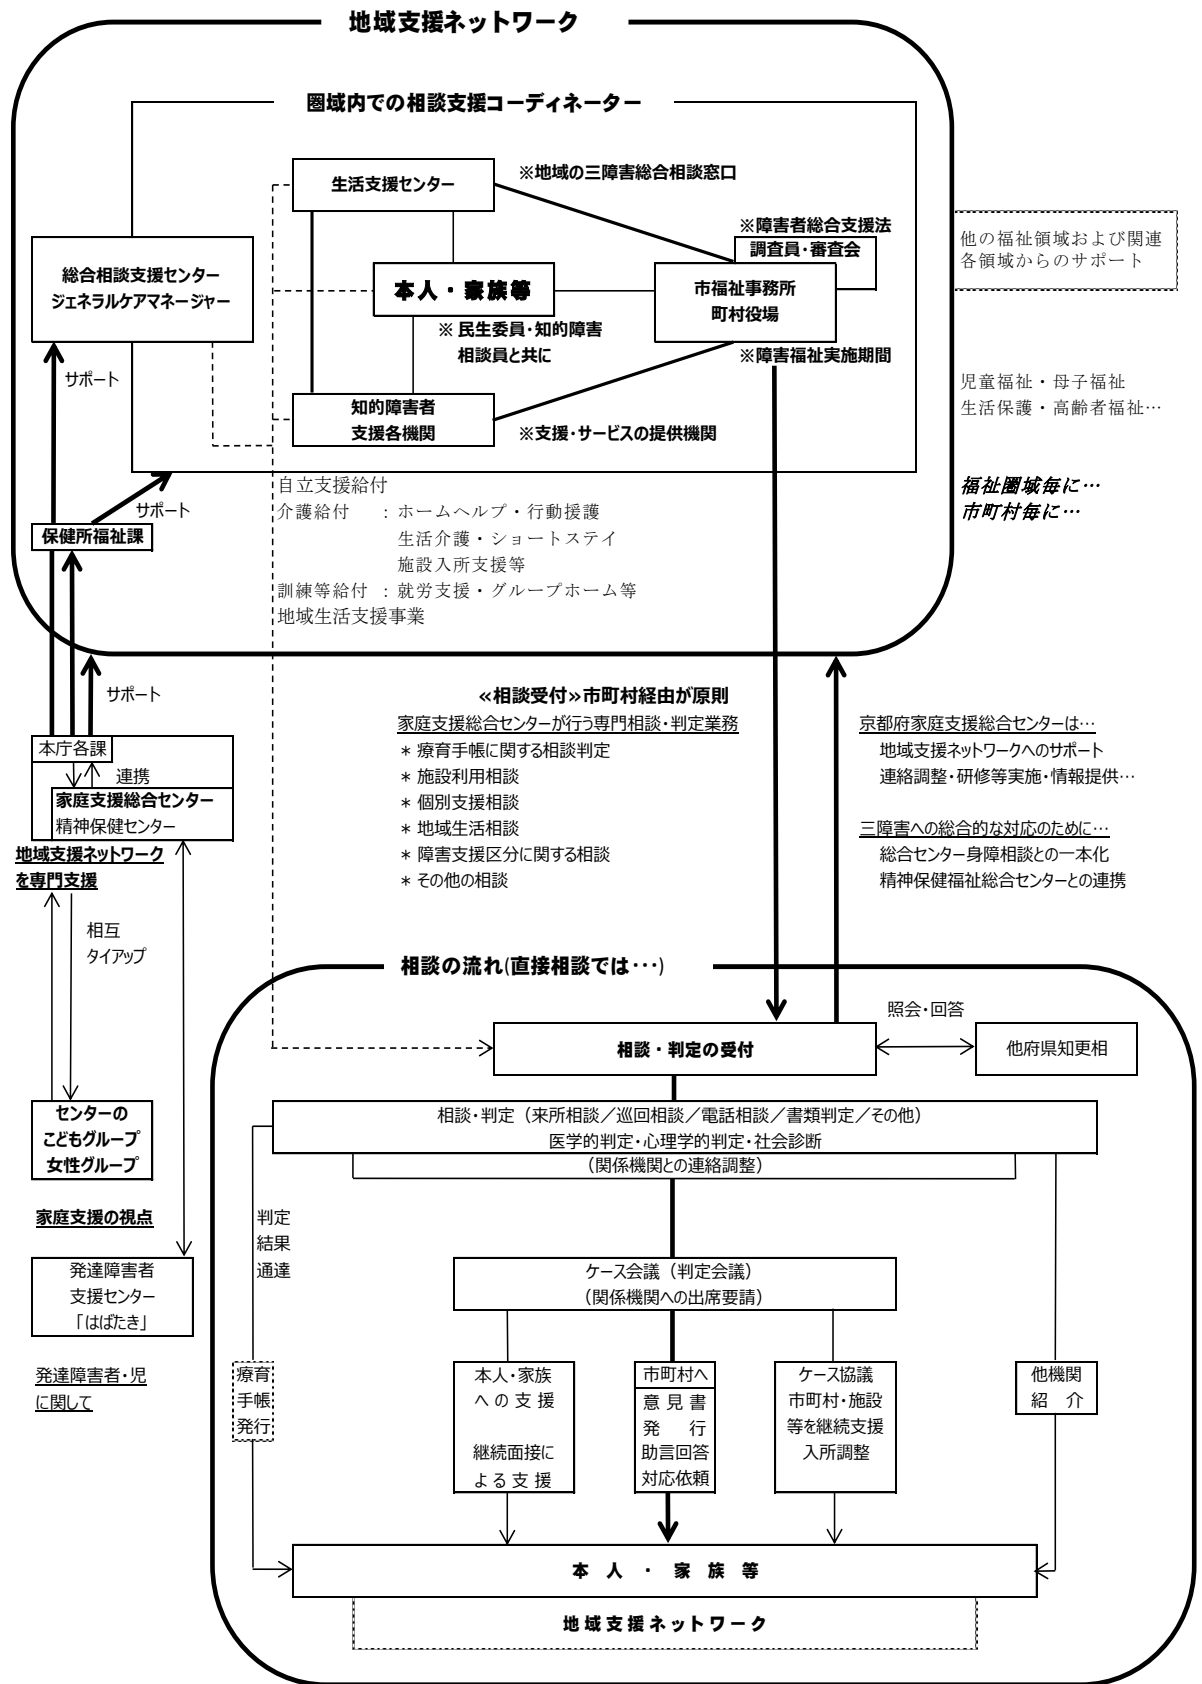 地域支援ネットワーク
圏域内での相談支援コーディネーター
生活支援センター
※地域の三障害総合相談窓口
※障害者総合支援法
調査員・審査会
他の福祉領域および関連
各領域からのサポート
総合相談支援センター
ジェネラルケアマネージャー
本人・家族等
市福祉事務所
町村役場
※ 民生委員・知的障害
相談員と共に
※障害福祉実施期間
サポート
児童福祉・母子福祉
生活保護・高齢者福祉…
知的障害者
支援各機関
※支援・サービスの提供機関
自立支援給付
介護給付 : ホームヘルプ・行動援護
生活介護・ショートステイ
施設入所支援等
訓練等給付 : 就労支援・グループホーム等
地域生活支援事業
福祉圏域毎に…
市町村毎に…
サポート
保健所福祉課
サポート
≪相談受付≫市町村経由が原則
家庭支援総合センターが行う専門相談・判定業務
* 療育手帳に関する相談判定
* 施設利用相談
* 個別支援相談
* 地域生活相談
* 障害支援区分に関する相談
* その他の相談
京都府家庭支援総合センターは…
地域支援ネットワークへのサポート
連絡調整・研修等実施・情報提供…
三障害への総合的な対応のために…
総合センター身障相談との一本化
精神保健福祉総合センターとの連携
本庁各課
連携
家庭支援総合センター
精神保健センター
地域支援ネットワーク
を専門支援
相互
タイアップ
センターの
こどもグループ
女性グループ
家庭支援の視点
発達障害者
支援センター
「はばたき」
発達障害者・児
に関して
相談の流れ(直接相談では…)
照会・回答
相談・判定の受付
他府県知更相
相談・判定（来所相談／巡回相談／電話相談／書類判定／その他）
医学的判定・心理学的判定・社会診断
（関係機関との連絡調整）
判定
結果
通達
ケース会議（判定会議）
（関係機関への出席要請）
療育
手帳
発行
本人・家族
への支援
継続面接に
よる支援
市町村へ
意見書
発　行
助言回答
対応依頼
ケース協議
市町村・施設
等を継続支援
入所調整
他機関
紹　介
本　人　・　家　族　等
地域支援ネットワーク